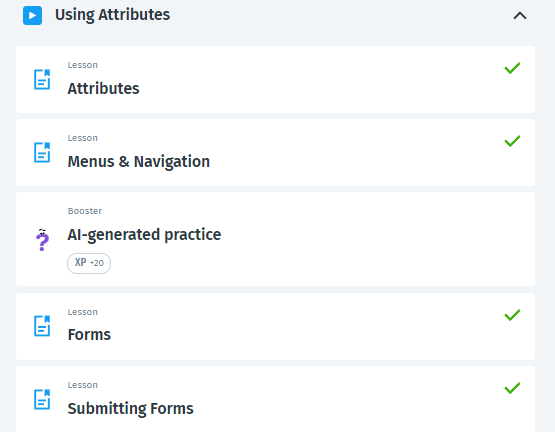 Using Attributes
Lesson
Attributes
Lesson
Menus & Navigation
Booster
AI-generated practice
XP +20
Lesson
Forms
Lesson
Submitting Forms